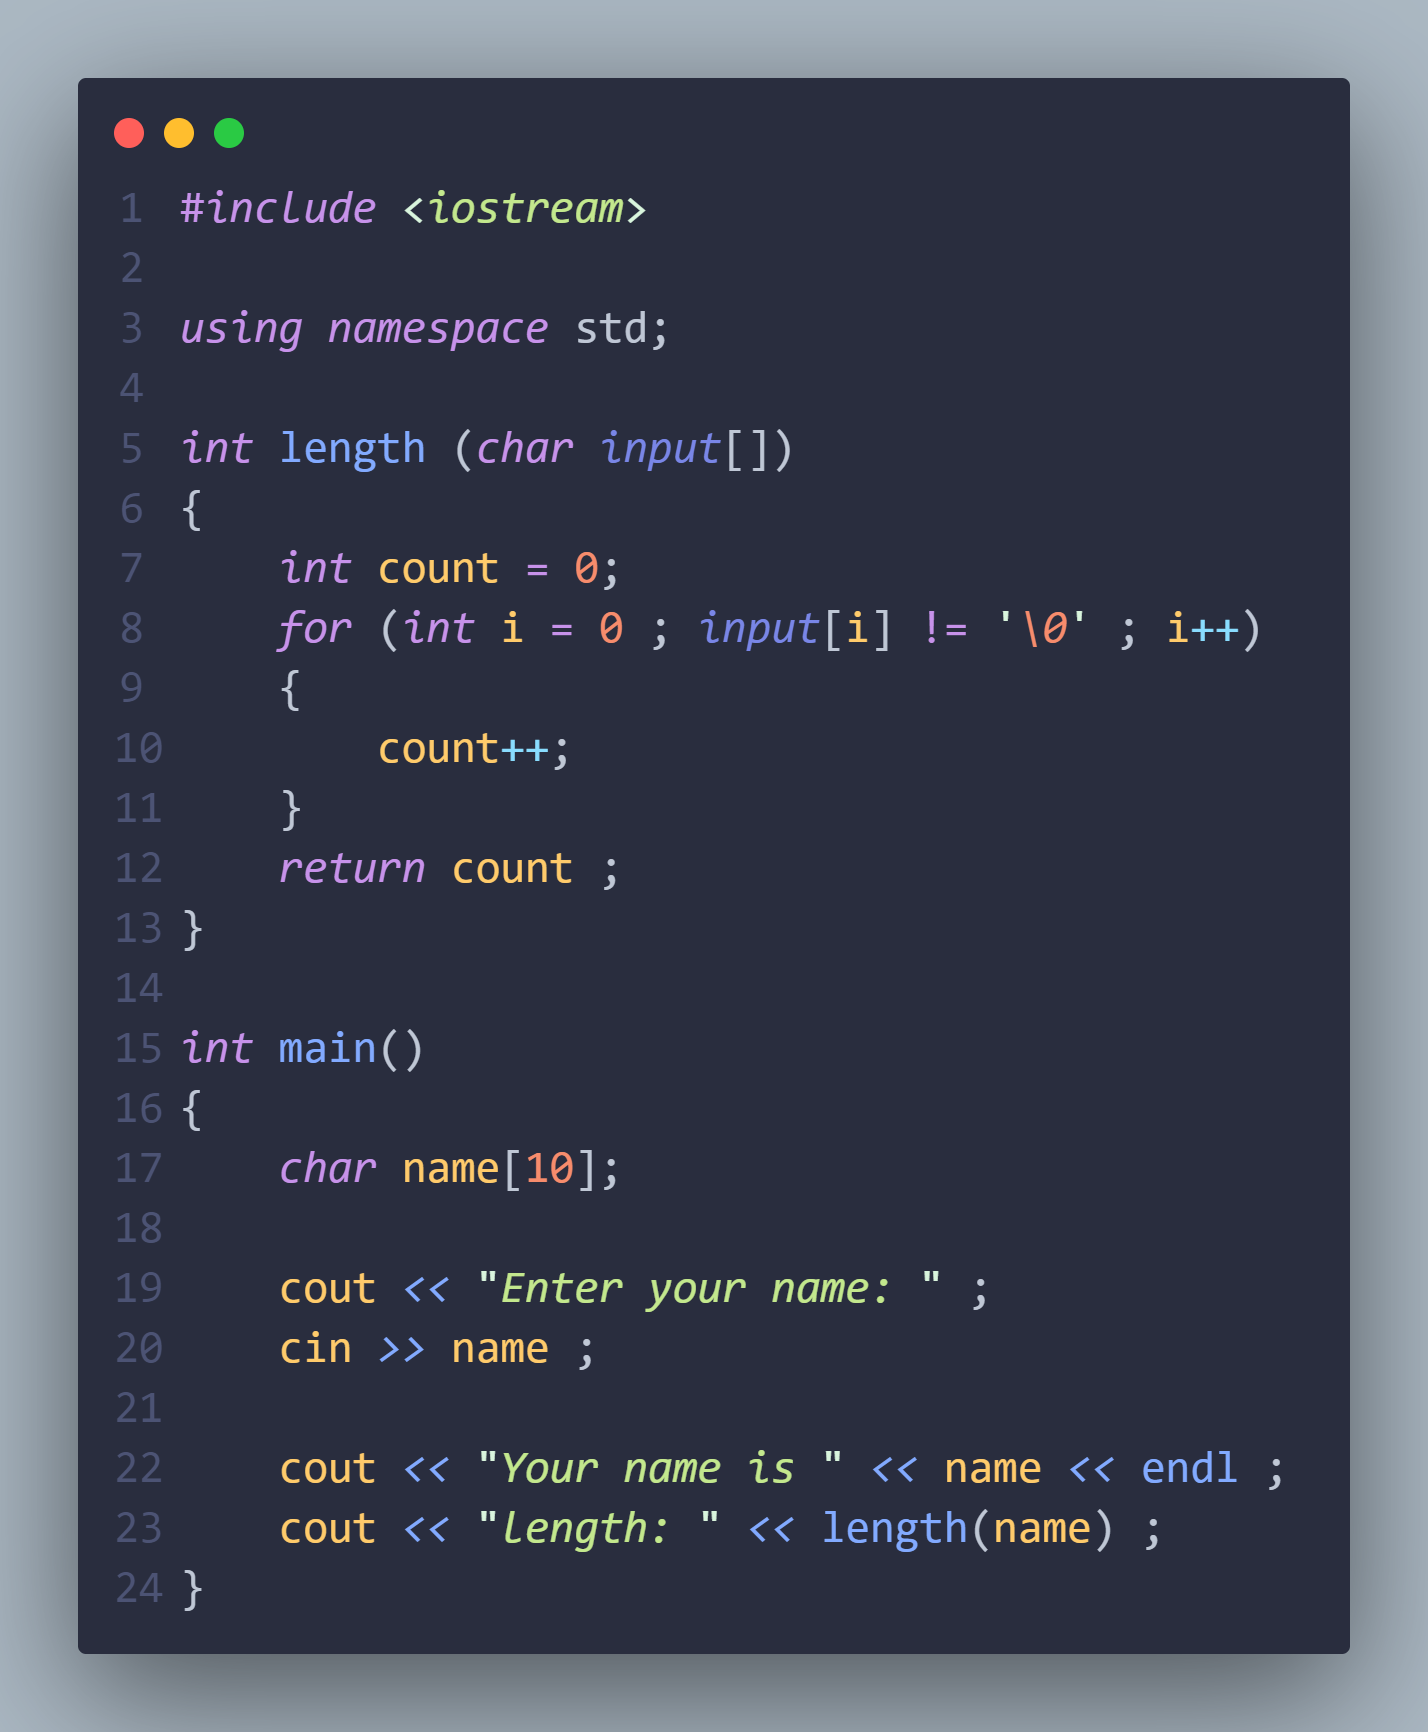 1 #include <iostream>
2
3 using namespace std;
4
5 int length (char input[])
6 {
7     int count = 0;
8     for (int i = 0 ; input[i] != '\0' ; i++)
9     {
10         count++;
11     }
12     return count ;
13 }
14
15 int main()
16 {
17     char name[10];
18
19     cout << "Enter your name: " ;
20     cin >> name ;
21
22     cout << "Your name is " << name << endl ;
23     cout << "length: " << length(name) ;
24 }